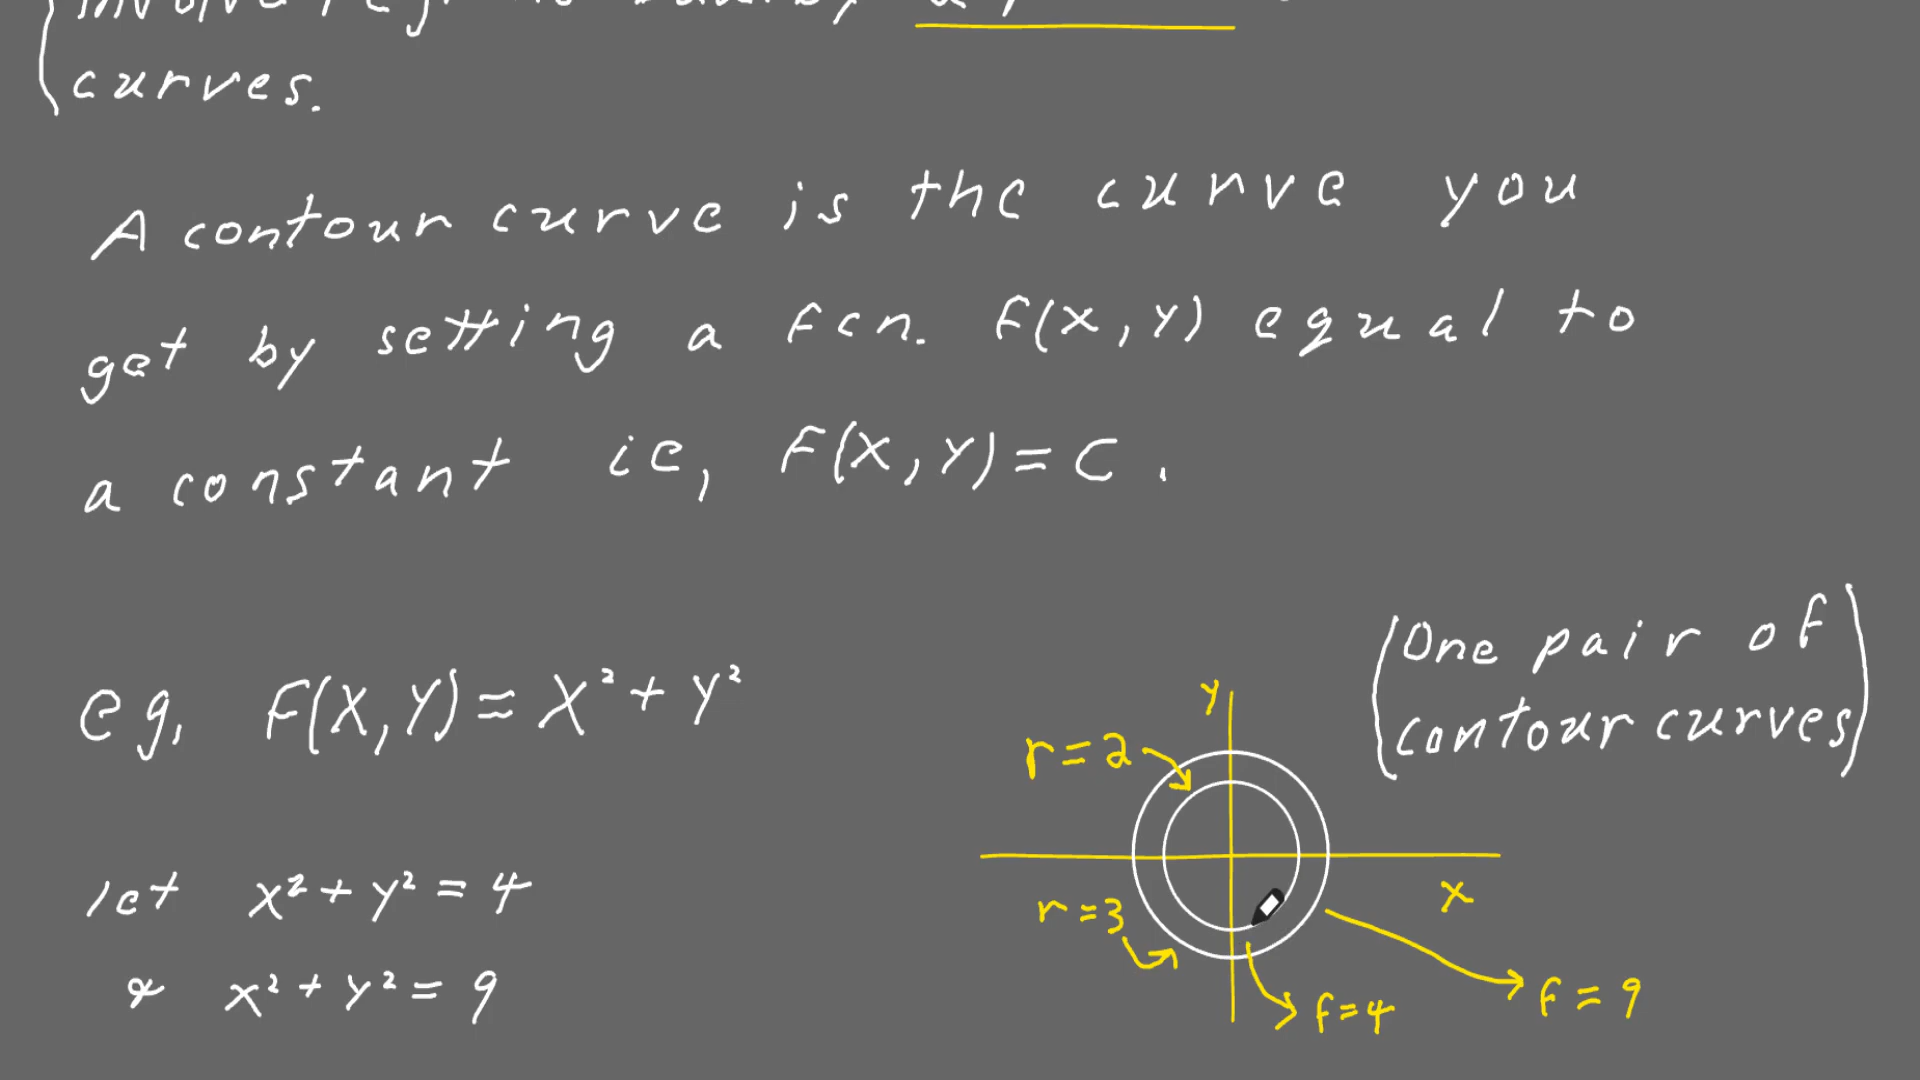 curves.
A contour curve is the curve you
get by setting a fcn. f(x,y) equal to
a constant ie, F(x,y)=C.
eg, F(x,y)=x²+y²
(One pair of
contour curves)
y
r=2
let x²+y²=4
r=3
x
& x²+y²=9
f=4
f=9